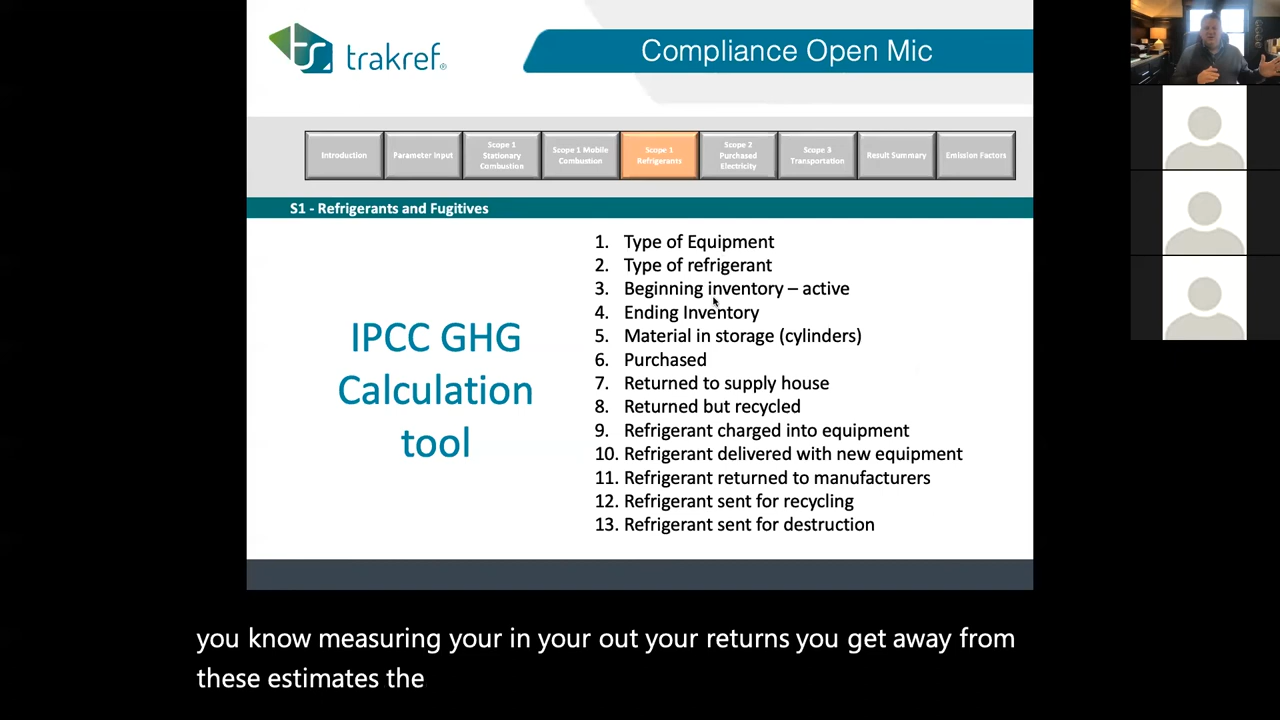 trakref®
Compliance Open Mic
Introduction
Parameter Input
Scope 1
Stationary
Combustion
Scope 1 Mobile
Combustion
Scope 1
Refrigerants
Scope 2
Purchased
Electricity
Scope 3
Transportation
Result Summary
Emission Factors
S1 - Refrigerants and Fugitives
IPCC GHG
Calculation
tool
1. Type of Equipment
2. Type of refrigerant
3. Beginning inventory – active
4. Ending Inventory
5. Material in storage (cylinders)
6. Purchased
7. Returned to supply house
8. Returned but recycled
9. Refrigerant charged into equipment
10. Refrigerant delivered with new equipment
11. Refrigerant returned to manufacturers
12. Refrigerant sent for recycling
13. Refrigerant sent for destruction
you know measuring your in your out your returns you get away from
these estimates the